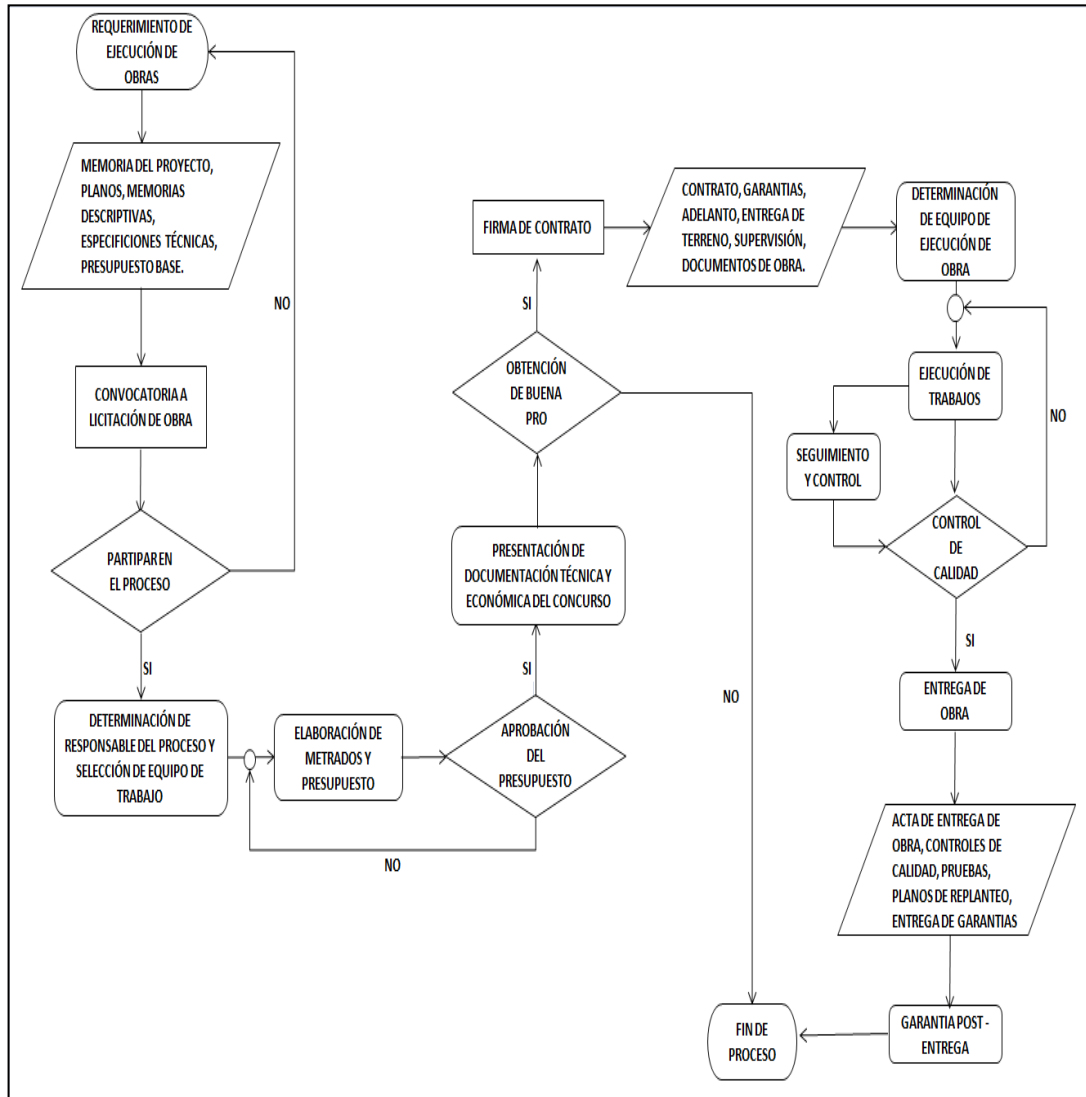 REQUERIMIENTO DE
EJECUCIÓN DE
OBRAS
MEMORIA DEL PROYECTO,
PLANOS, MEMORIAS
DESCRIPTIVAS,
ESPECIFICIONES TÉCNICAS,
PRESUPUESTO BASE.
NO
CONVOCATORIA A
LICITACIÓN DE OBRA
PARTIPAR EN
EL PROCESO
SI
DETERMINACIÓN DE
RESPONSABLE DEL PROCESO Y
SELECCIÓN DE EQUIPO DE
TRABAJO
ELABORACIÓN DE
METRADOS Y
PRESUPUESTO
APROBACIÓN
DEL
PRESUPUESTO
NO
SI
PRESENTACIÓN DE
DOCUMENTACIÓN TÉCNICA Y
ECONÓMICA DEL CONCURSO
OBTENCIÓN
DE BUENA
PRO
SI
NO
FIRMA DE CONTRATO
CONTRATO, GARANTIAS,
ADELANTO, ENTREGA DE
TERRENO, SUPERVISIÓN,
DOCUMENTOS DE OBRA.
DETERMINACIÓN
DE EQUIPO DE
EJECUCIÓN DE
OBRA
EJECUCIÓN DE
TRABAJOS
NO
SEGUIMIENTO
Y CONTROL
CONTROL
DE
CALIDAD
SI
ENTREGA DE
OBRA
ACTA DE ENTREGA DE
OBRA, CONTROLES DE
CALIDAD, PRUEBAS,
PLANOS DE REPLANTEO,
ENTREGA DE GARANTIAS
GARANTIA POST -
ENTREGA
FIN DE
PROCESO